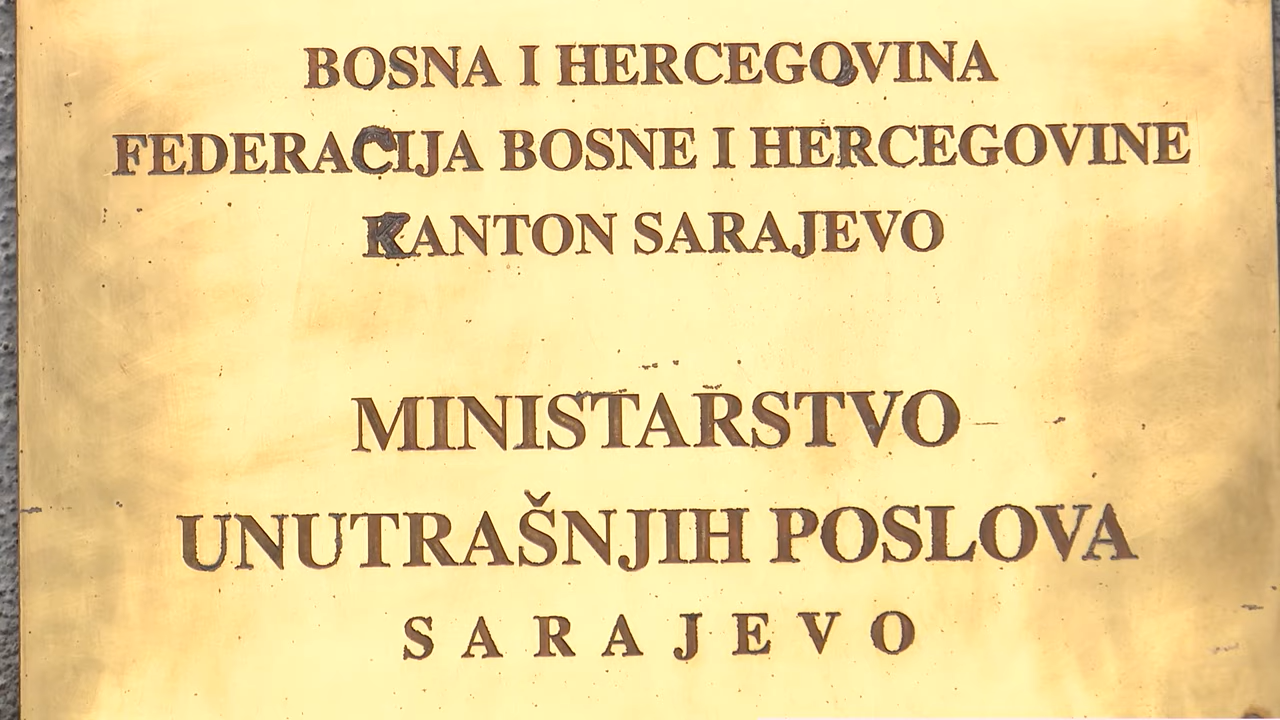 BOSNA I HERCEGOVINA
FEDERACIJA BOSNE I HERCEGOVINE
KANTON SARAJEVO
MINISTARSTVO
UNUTRAŠNJIH POSLOVA
SARAJEVO